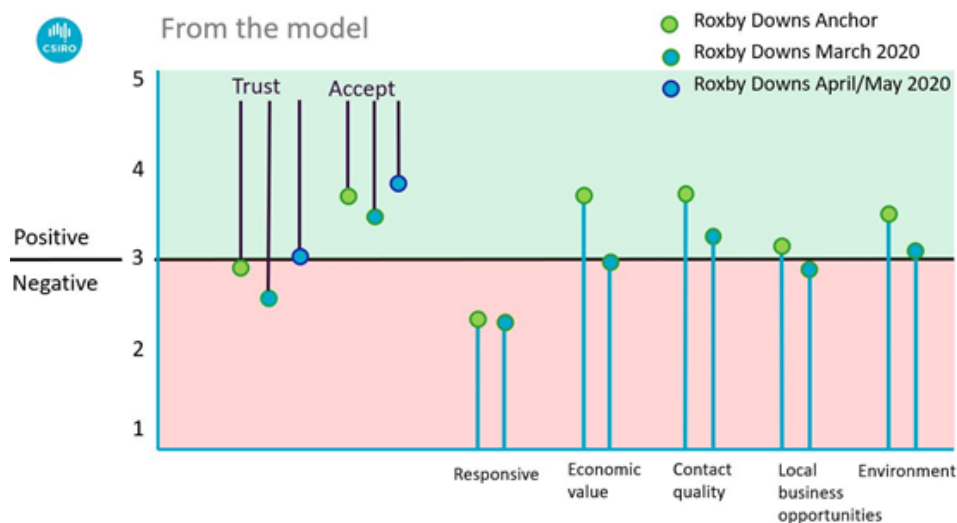 CSIRO
From the model
Roxby Downs Anchor
Roxby Downs March 2020
Roxby Downs April/May 2020
5
Trust
Accept
4
Positive
3
Negative
2
1
Responsive
Economic
value
Contact
quality
Local
business
opportunities
Environment